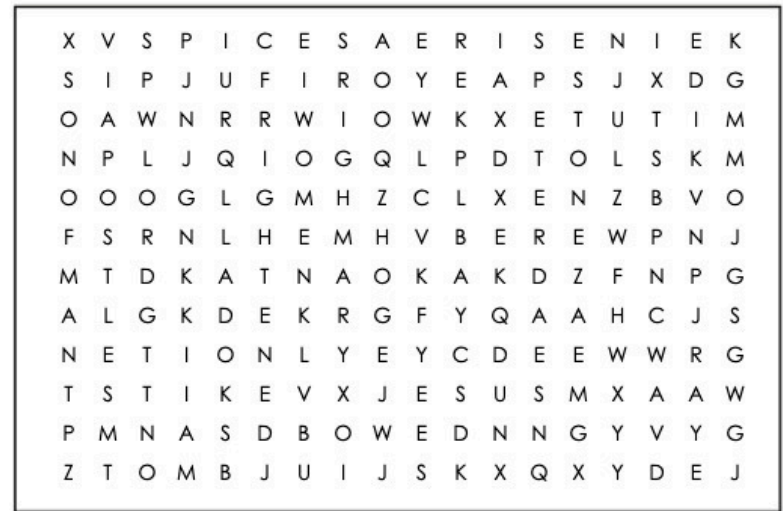 X V S P I C E S A E R I S E N I E K
S I P J U F I R O Y E A P S J X D G
O A W N R R W I O W K X E T U T I M
N P L J Q I O G Q L P D T O L S K M
O O O G L G M H Z C L X E N Z B V O
F S R N L H E M H V B E R E W P N J
M T D K A T N A O K A K D Z F N P G
A L G K D E K R G F Y Q A A H C J S
N E T I O N L Y E Y C D E E W W R G
T S T I K E V X J E S U S M X A A W
P M N A S D B O W E D N N G Y V Y G
Z T O M B J U I J S K X Q X Y D E J